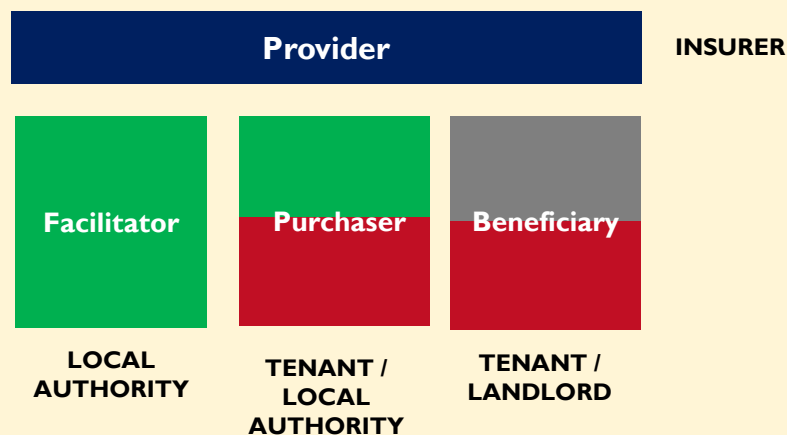 Provider
INSURER
Facilitator
Purchaser
Beneficiary
LOCAL
AUTHORITY
TENANT /
LOCAL
AUTHORITY
TENANT /
LANDLORD